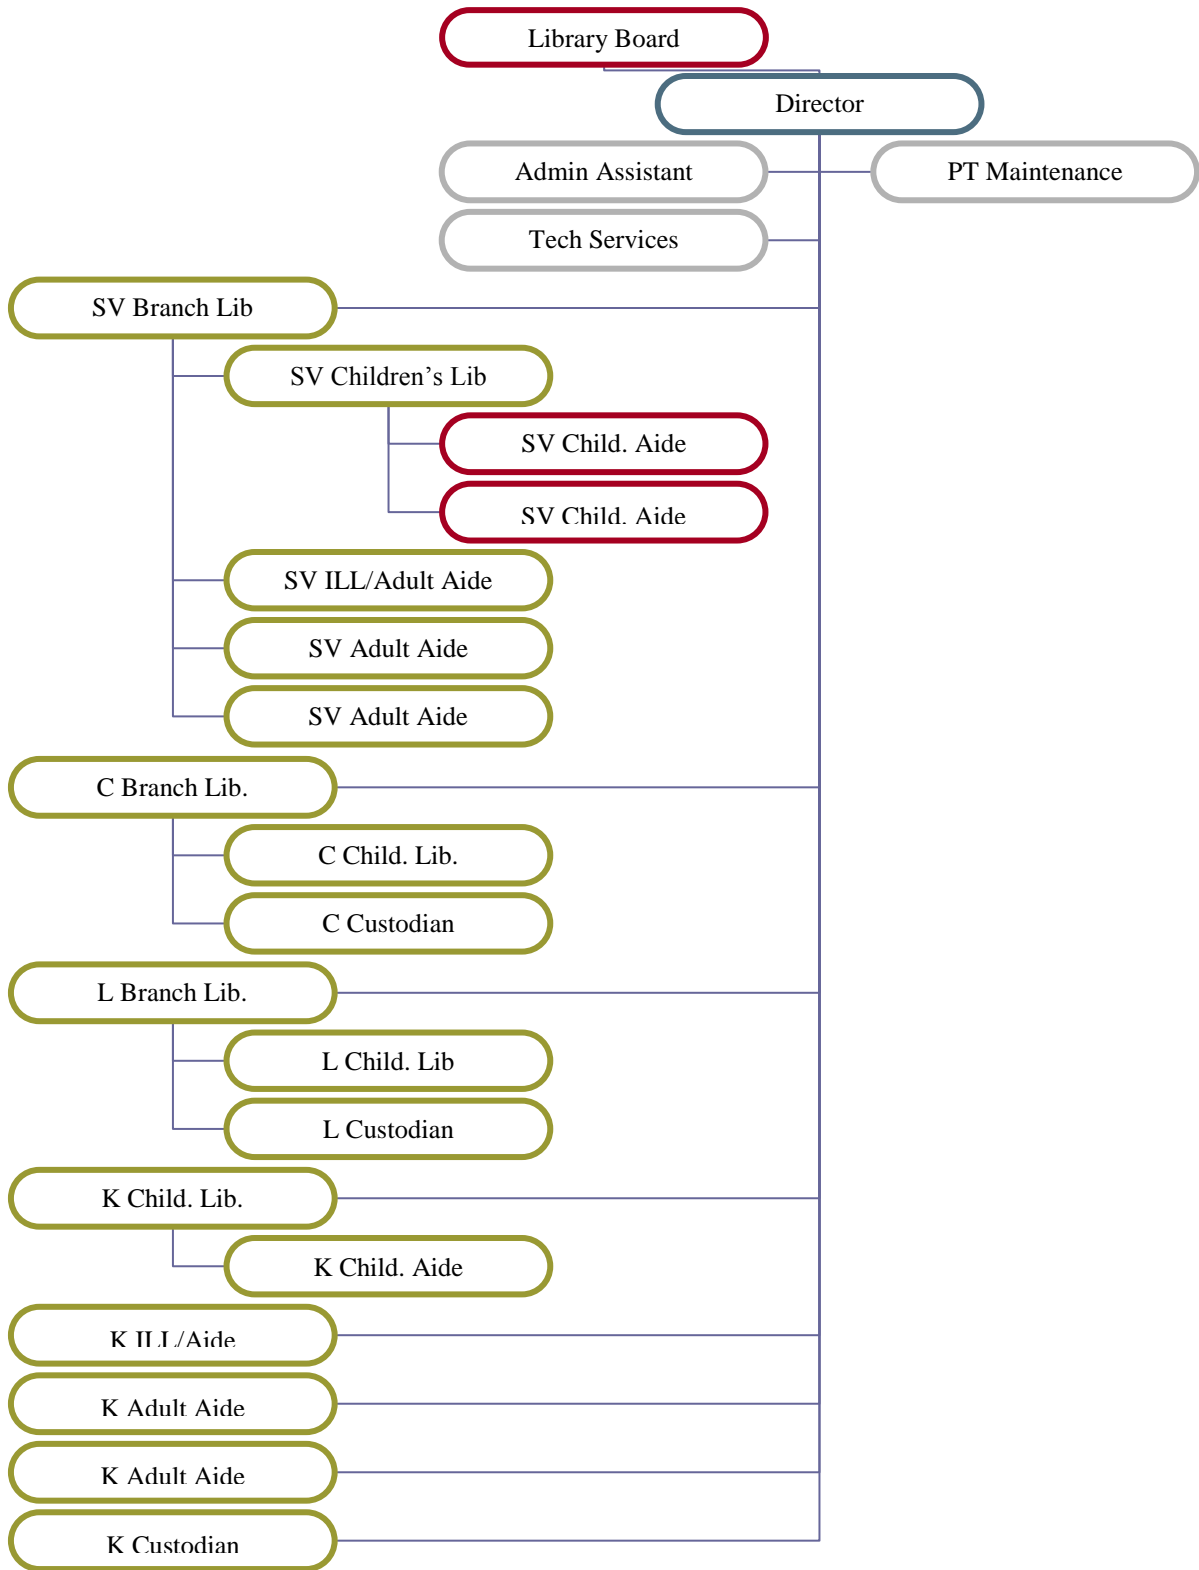 Library Board
Director
Admin Assistant
PT Maintenance
Tech Services
SV Branch Lib
SV Children’s Lib
SV Child. Aide
SV Child. Aide
SV ILL/Adult Aide
SV Adult Aide
SV Adult Aide
C Branch Lib.
C Child. Lib.
C Custodian
L Branch Lib.
L Child. Lib
L Custodian
K Child. Lib.
K Child. Aide
K ILL/Aide
K Adult Aide
K Adult Aide
K Custodian